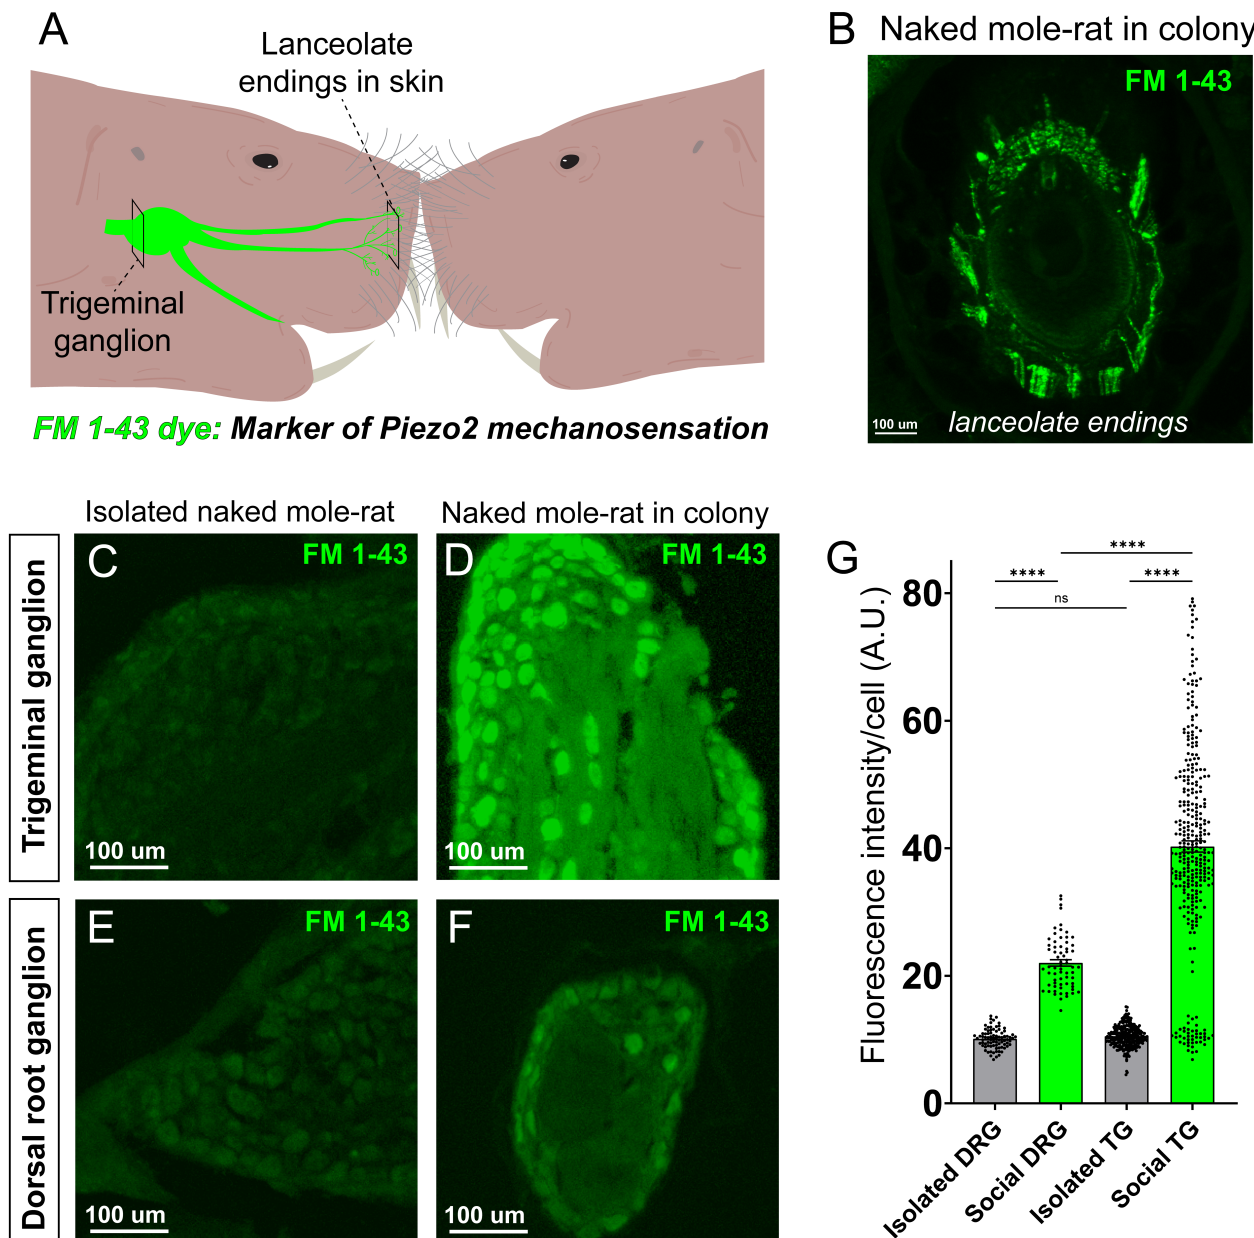 A
Lanceolate
endings in skin
Trigeminal
ganglion
FM 1-43 dye: Marker of Piezo2 mechanosensation
B Naked mole-rat in colony
FM 1-43
100 um
lanceolate endings
Isolated naked mole-rat
Naked mole-rat in colony
Trigeminal ganglion
C
FM 1-43
100 um
D
FM 1-43
100 um
Dorsal root ganglion
E
FM 1-43
100 um
F
FM 1-43
100 um
G
Fluorescence intensity/cell (A.U.)
80
60
40
20
0
****
**** ****
ns
Isolated DRG
Social DRG
Isolated TG
Social TG